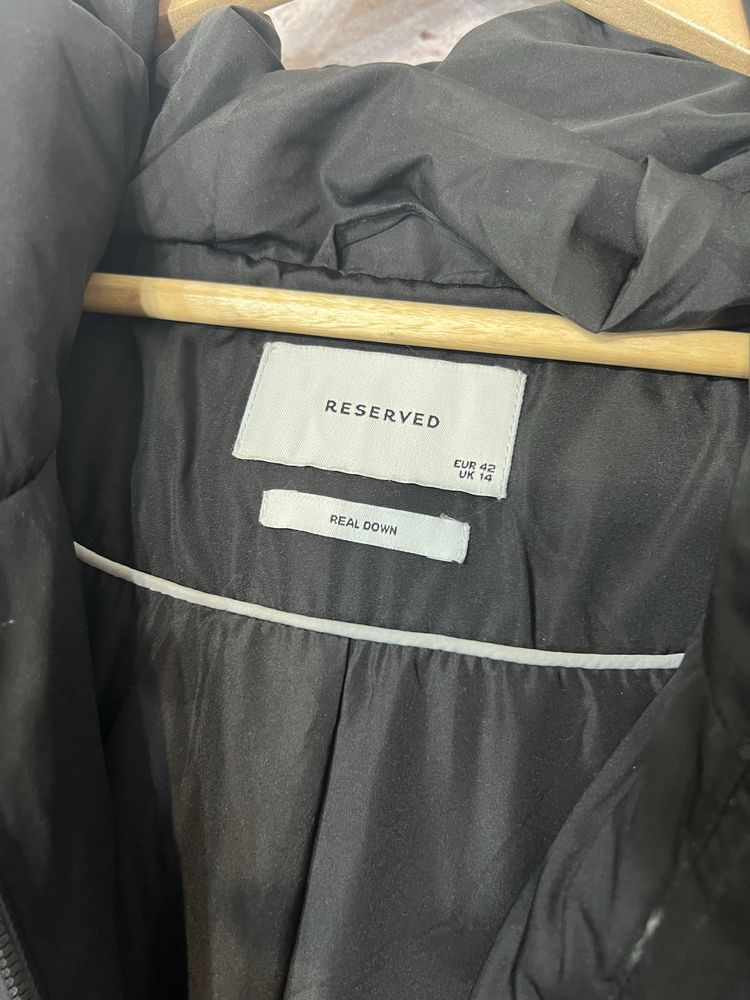 RESERVED
EUR 42
UK 14
REAL DOWN